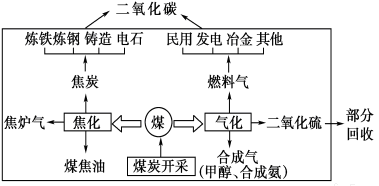 二氧化碳
炼铁炼钢 铸造 电石
民用 发电 冶金 其他
焦炭
燃料气
焦炉气
焦化
煤
气化
二氧化硫
部分
回收
煤焦油
煤炭开采
合成气
(甲醇、合成氨)